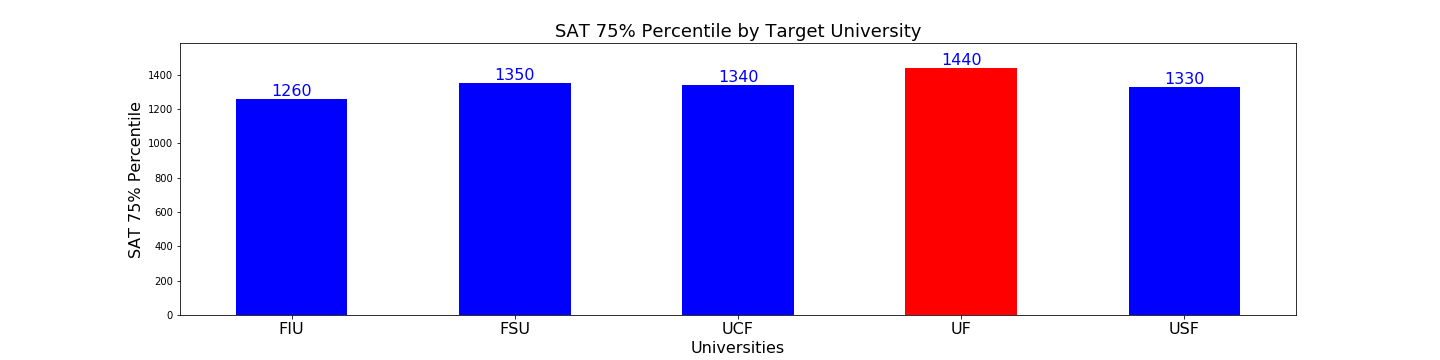 SAT 75% Percentile by Target University
SAT 75% Percentile
1400
1200
1000
800
600
400
200
0
1260
1350
1340
1440
1330
FIU
FSU
UCF
UF
USF
Universities